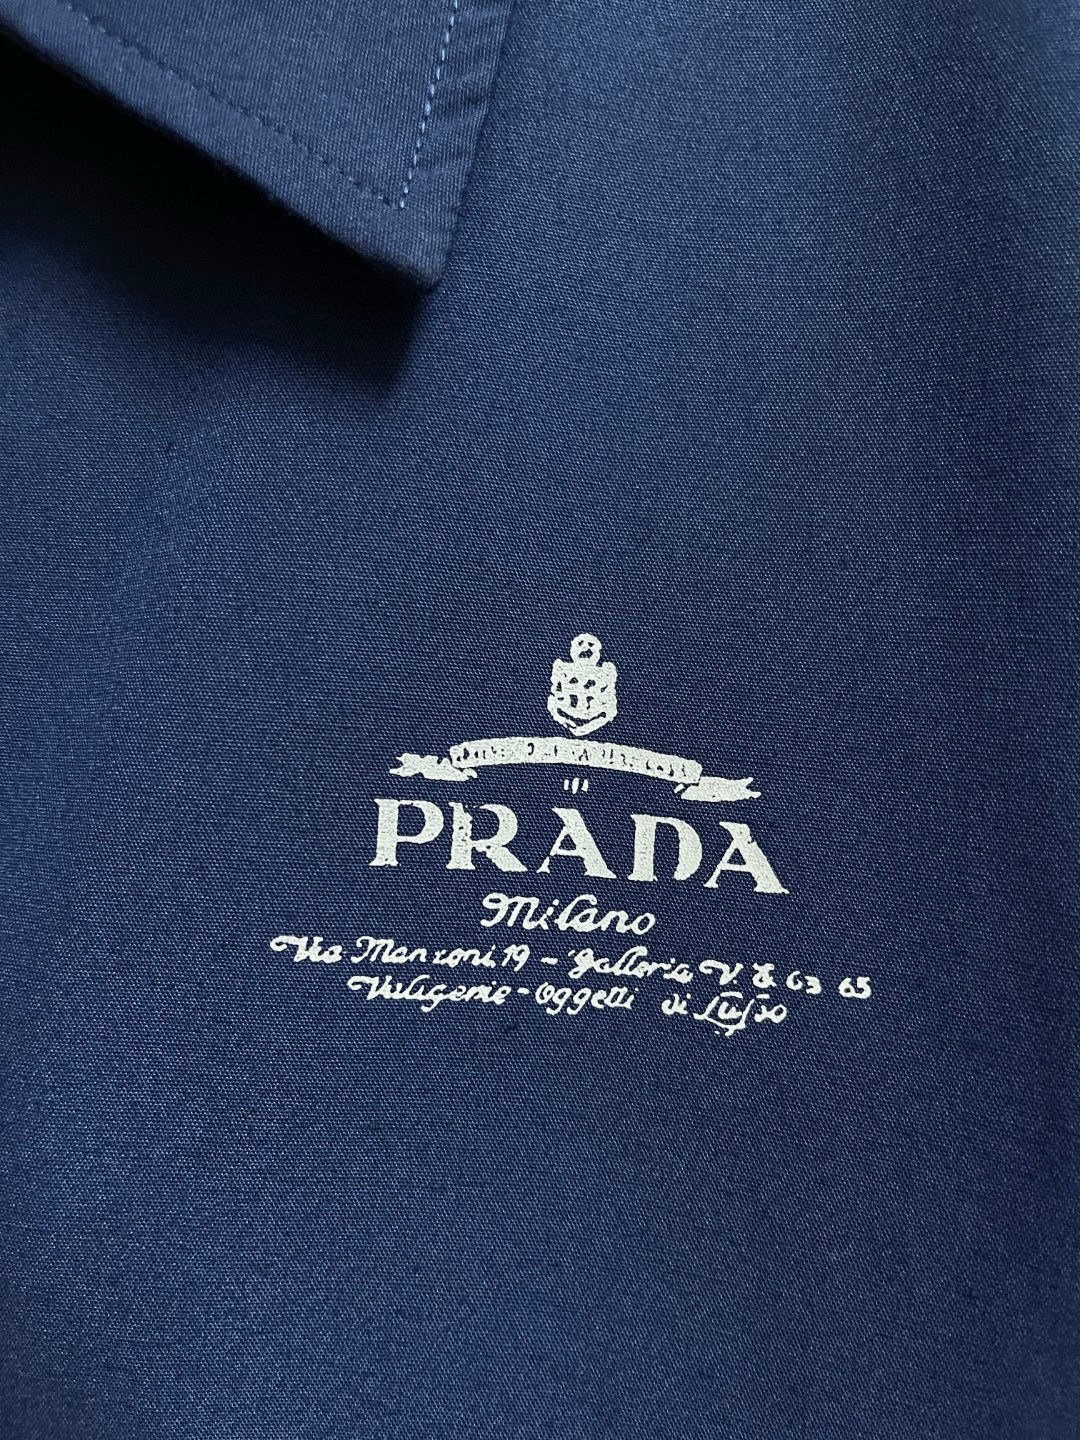 PRADA
Milano
Via Manzoni, 19 - Galleria V. E. 63 65
Valigerie - Oggetti di Lusso